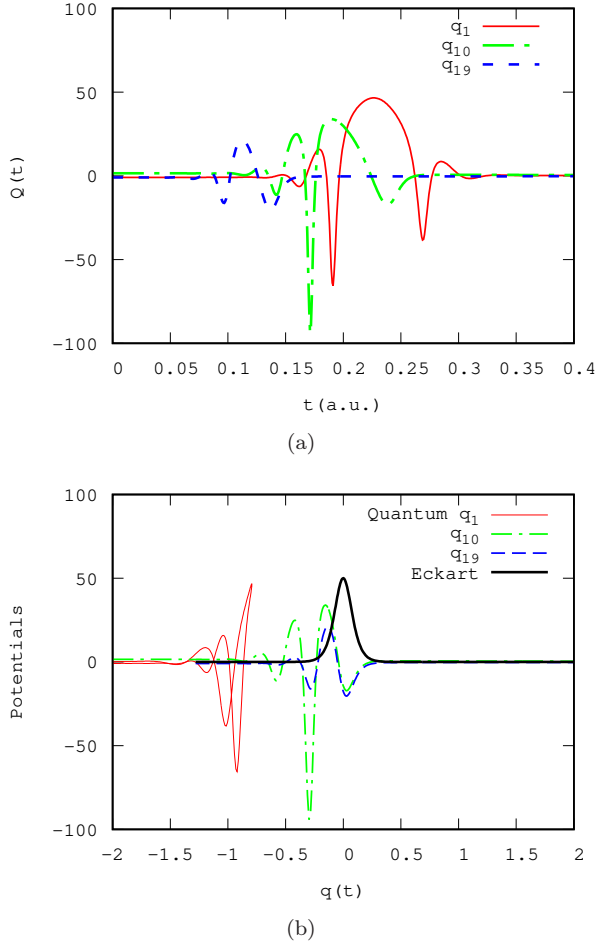 100
50
0
-50
-100
Q(t)
q1
q10
q19
0 0.05 0.1 0.15 0.2 0.25 0.3 0.35 0.4
t(a.u.)
(a)
100
50
0
-50
-100
Potentials
Quantum q1
q10
q19
Eckart
-2 -1.5 -1 -0.5 0 0.5 1 1.5 2
q(t)
(b)